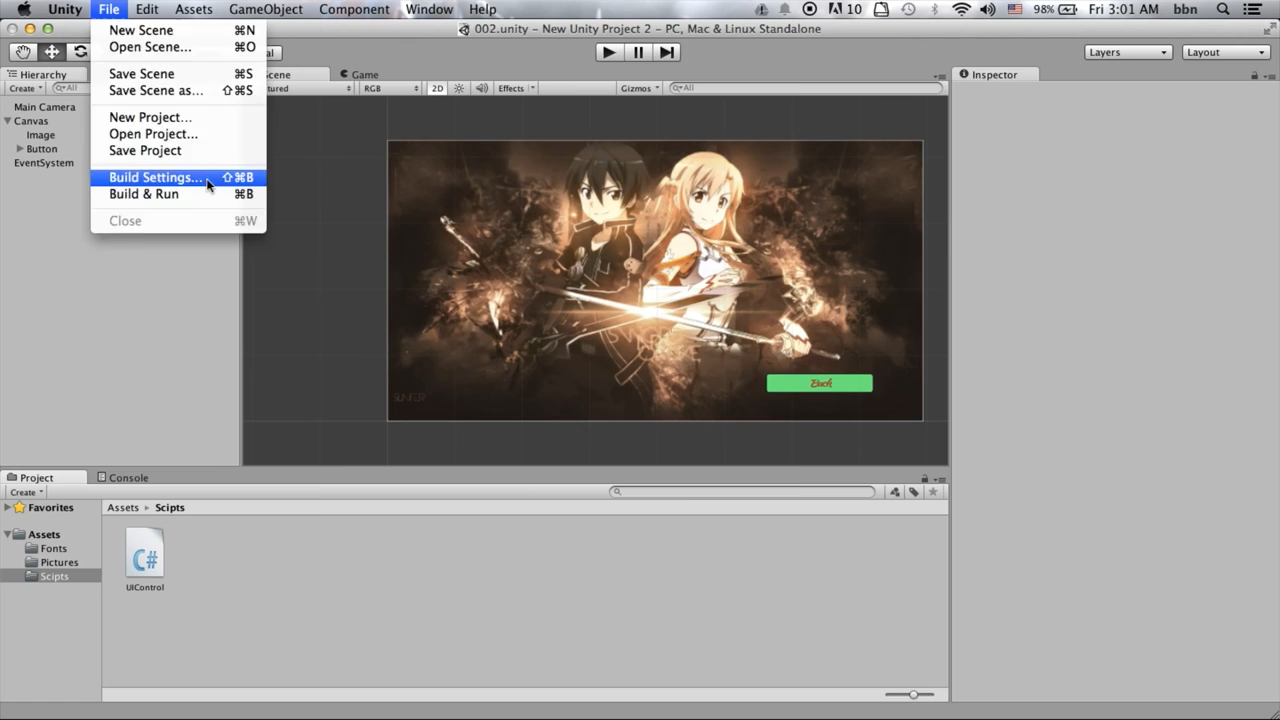 Unity File Edit Assets GameObject Component Window Help 10 98% Fri 3:01 AM bbn
002.unity – New Unity Project 2 – PC, Mac & Linux Standalone
New Scene ⌘N
Open Scene... ⌘O
Save Scene ⌘S
Save Scene as... ⇧⌘S
New Project...
Open Project...
Save Project
Build Settings... ⇧⌘B
Build & Run ⌘B
Close ⌘W
Layers Layout
Hierarchy
Create All
Main Camera
Canvas
Image
Button
EventSystem
Scene Game
RGB 2D Effects Gizmos All
Back
Inspector
Project Console
Create
Favorites
Assets
Fonts
Pictures
Scipts
Assets Scipts
C#
UIControl